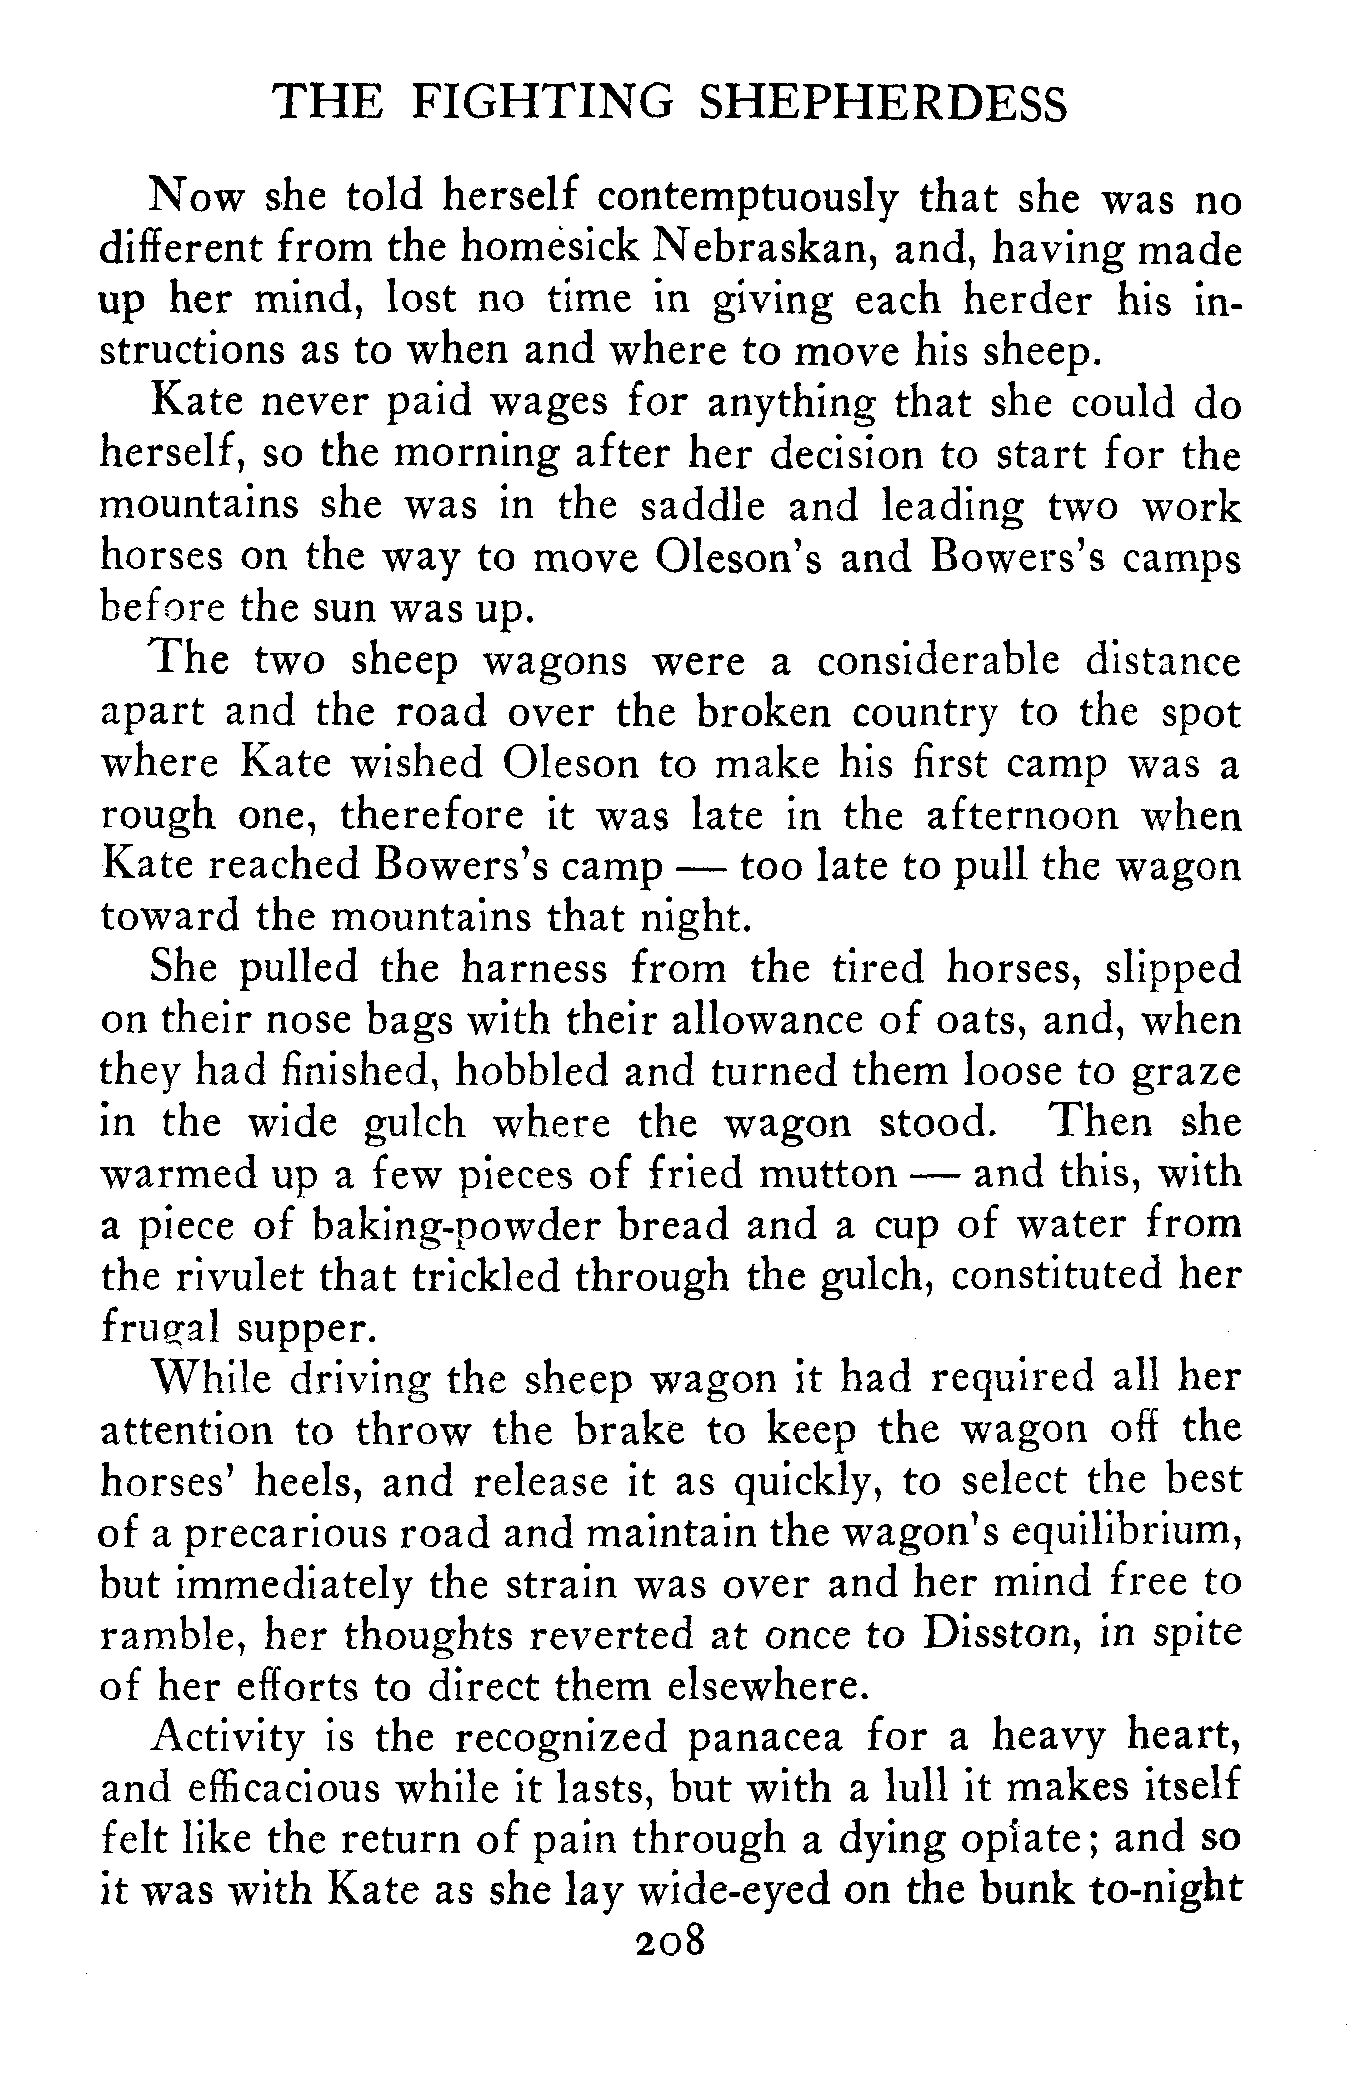 THE FIGHTING SHEPHERDESS
Now she told herself contemptuously that she was no
different from the homesick Nebraskan, and, having made
up her mind, lost no time in giving each herder his in-
structions as to when and where to move his sheep.
Kate never paid wages for anything that she could do
herself, so the morning after her decision to start for the
mountains she was in the saddle and leading two work
horses on the way to move Oleson's and Bowers's camps
before the sun was up.
The two sheep wagons were a considerable distance
apart and the road over the broken country to the spot
where Kate wished Oleson to make his first camp was a
rough one, therefore it was late in the afternoon when
Kate reached Bowers's camp — too late to pull the wagon
toward the mountains that night.
She pulled the harness from the tired horses, slipped
on their nose bags with their allowance of oats, and, when
they had finished, hobbled and turned them loose to graze
in the wide gulch where the wagon stood. Then she
warmed up a few pieces of fried mutton — and this, with
a piece of baking-powder bread and a cup of water from
the rivulet that trickled through the gulch, constituted her
frugal supper.
While driving the sheep wagon it had required all her
attention to throw the brake to keep the wagon off the
horses' heels, and release it as quickly, to select the best
of a precarious road and maintain the wagon's equilibrium,
but immediately the strain was over and her mind free to
ramble, her thoughts reverted at once to Disston, in spite
of her efforts to direct them elsewhere.
Activity is the recognized panacea for a heavy heart,
and efficacious while it lasts, but with a lull it makes itself
felt like the return of pain through a dying opiate; and so
it was with Kate as she lay wide-eyed on the bunk to-night
208